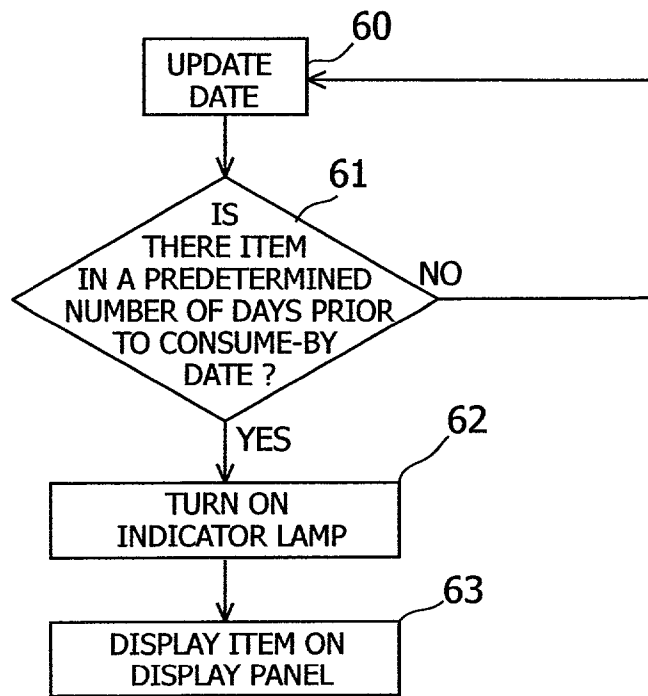 60
UPDATE
DATE
61
IS
THERE ITEM
IN A PREDETERMINED
NUMBER OF DAYS PRIOR
TO CONSUME-BY
DATE ?
NO
YES
62
TURN ON
INDICATOR LAMP
63
DISPLAY ITEM ON
DISPLAY PANEL